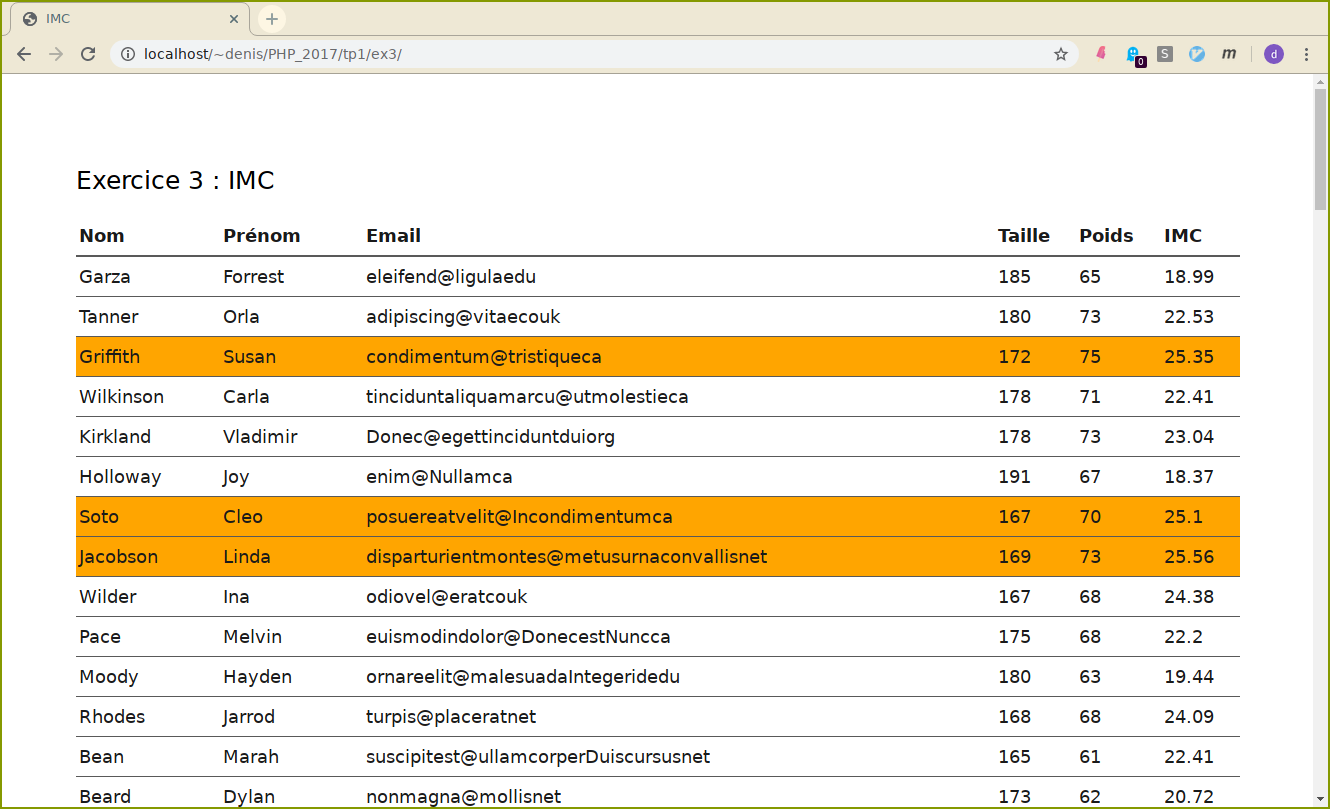 IMC
localhost/~denis/PHP_2017/tp1/ex3/
0 S m d
Exercice 3 : IMC
Nom Prénom Email Taille Poids IMC
Garza Forrest eleifend@ligulaedu 185 65 18.99
Tanner Orla adipiscing@vitaecouk 180 73 22.53
Griffith Susan condimentum@tristiqueca 172 75 25.35
Wilkinson Carla tinciduntaliquamarcu@utmolestieca 178 71 22.41
Kirkland Vladimir Donec@egettinciduntduiorg 178 73 23.04
Holloway Joy enim@Nullamca 191 67 18.37
Soto Cleo posuereatvelit@Incondimentumca 167 70 25.1
Jacobson Linda disparturientmontes@metusurnaconvallisnet 169 73 25.56
Wilder Ina odiovel@eratcouk 167 68 24.38
Pace Melvin euismodindolor@DonecestNuncca 175 68 22.2
Moody Hayden ornareelit@malesuadaIntegeridedu 180 63 19.44
Rhodes Jarrod turpis@placeratnet 168 68 24.09
Bean Marah suscipitest@ullamcorperDuiscursusnet 165 61 22.41
Beard Dylan nonmagna@mollisnet 173 62 20.72